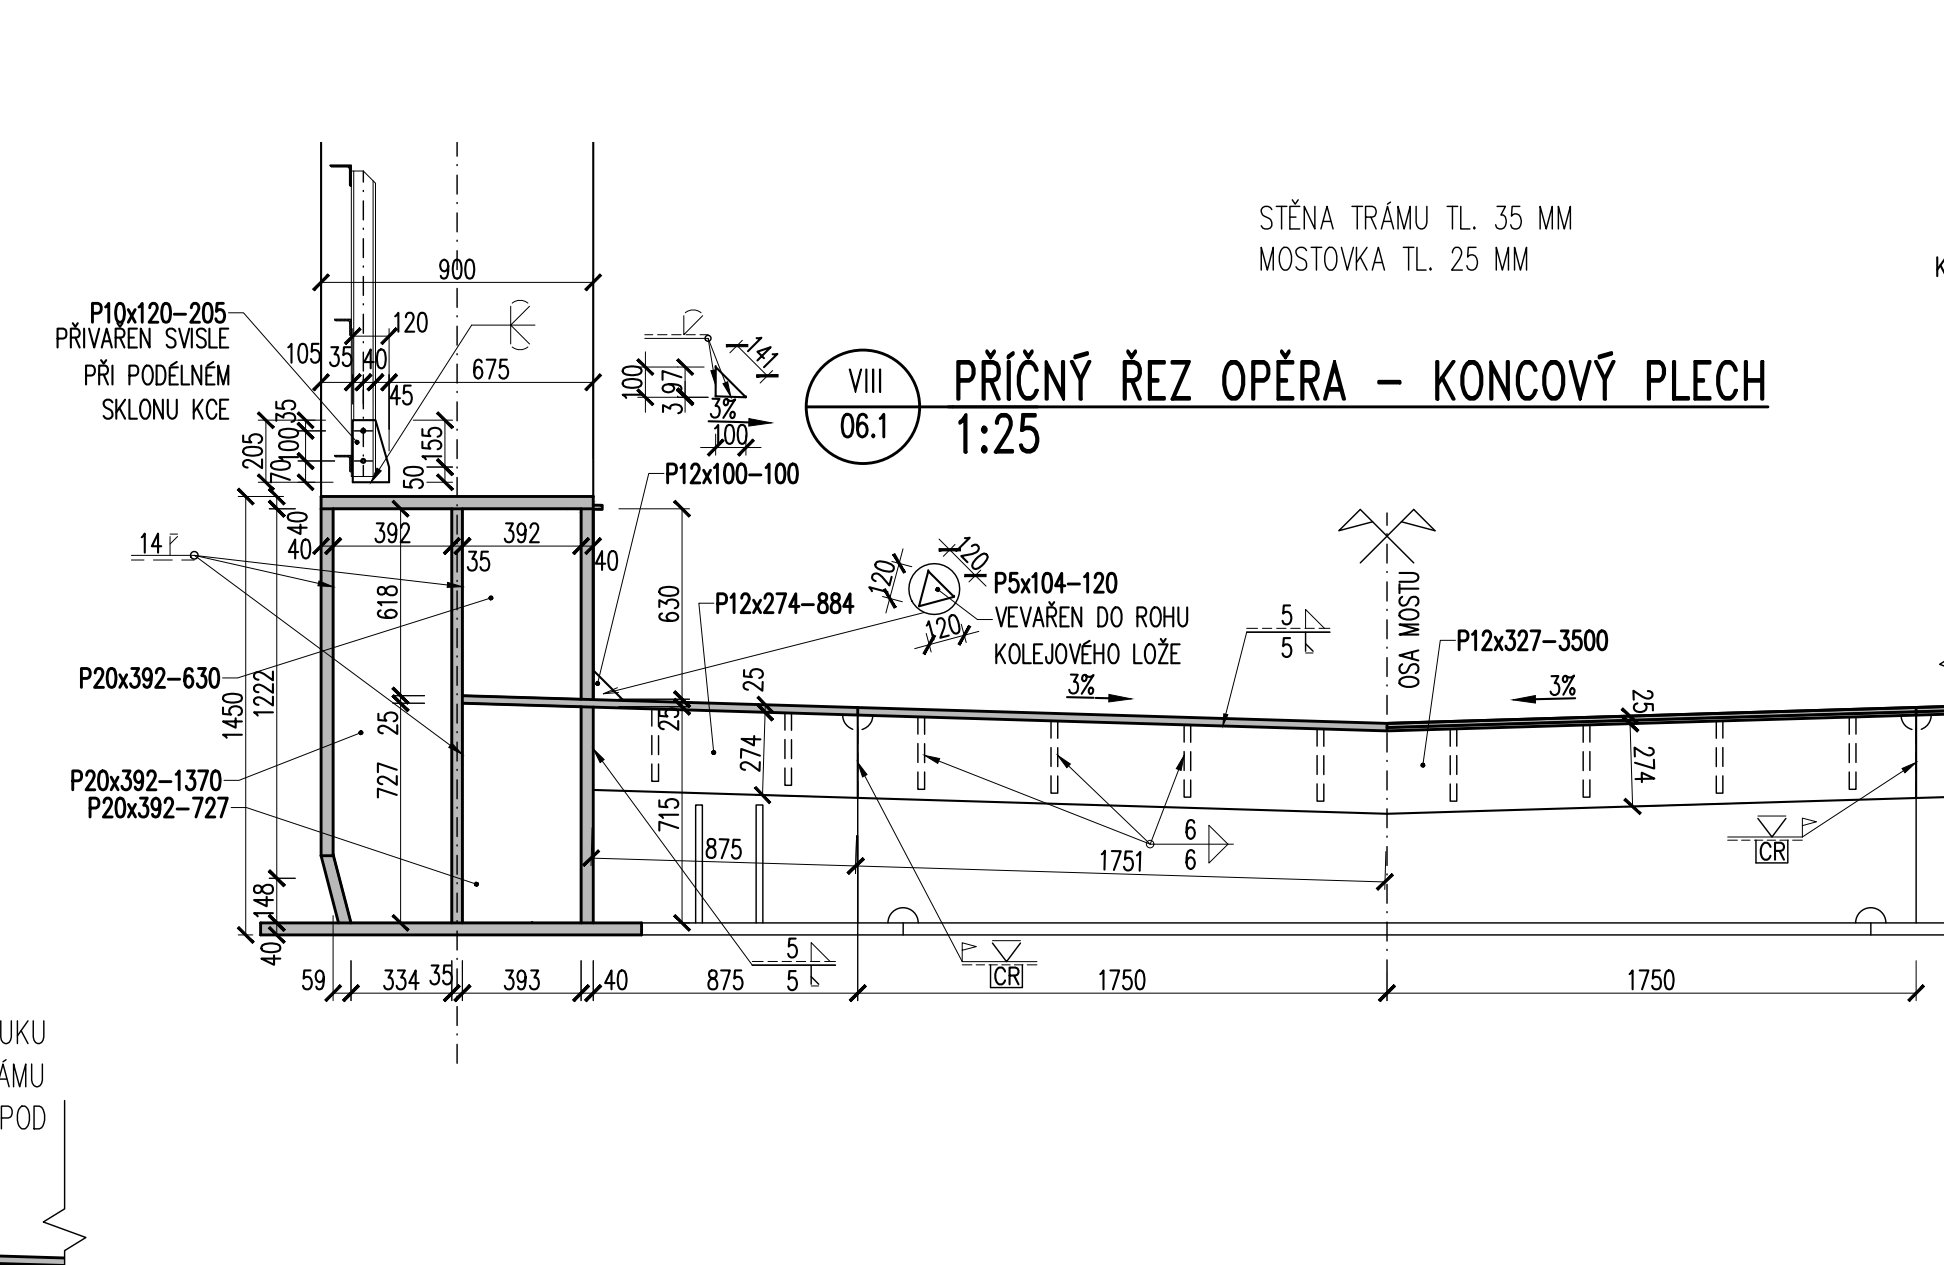 STĚNA TRÁMU TL. 35 MM
MOSTOVKA TL. 25 MM
K
900
P10x120-205
PŘIVAŘEN SVISLE
PŘI PODÉLNÉM
SKLONU KCE
120
105
35
40
675
45
35
100
205
70
155
50
141
100
97
3
3%
100
VIII
06.1
PŘÍČNÝ ŘEZ OPĚRA - KONCOVÝ PLECH
1:25
P12x100-100
40
40
392
392
35
40
14
618
630
120
120
120
P5x104-120
VEVAŘEN DO ROHU
KOLEJOVÉHO LOŽE
P12x274-884
5
5
OSA MOSTU
P12x327-3500
P20x392-630
1450
1222
25
25
25
3%
3%
25
274
274
P20x392-1370
P20x392-727
727
715
875
1751
6
6
CR
148
40
5
5
CR
59
334
35
393
40
875
1750
1750
UKU
ÁMU
POD